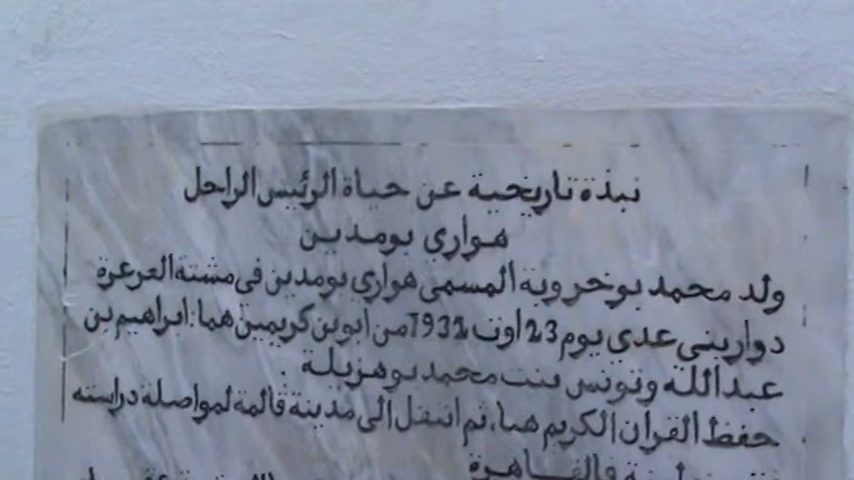 نبذة تاريخية عن حياة الرئيس الراحل
هواري بومدين
ولد محمد بوخروبة المسمى هواري بومدين في مشتة العرعرة
دوار بني عدى يوم 23 اوت 1932 من ابوين كريمين هما: ابراهيم بن
عبد الله وتونس بنت محمد بوهزيلة .
حفظ القران الكريم هنا، ثم انتقل الى مدينة قالمة لمواصلة دراسته
فالقاهرة